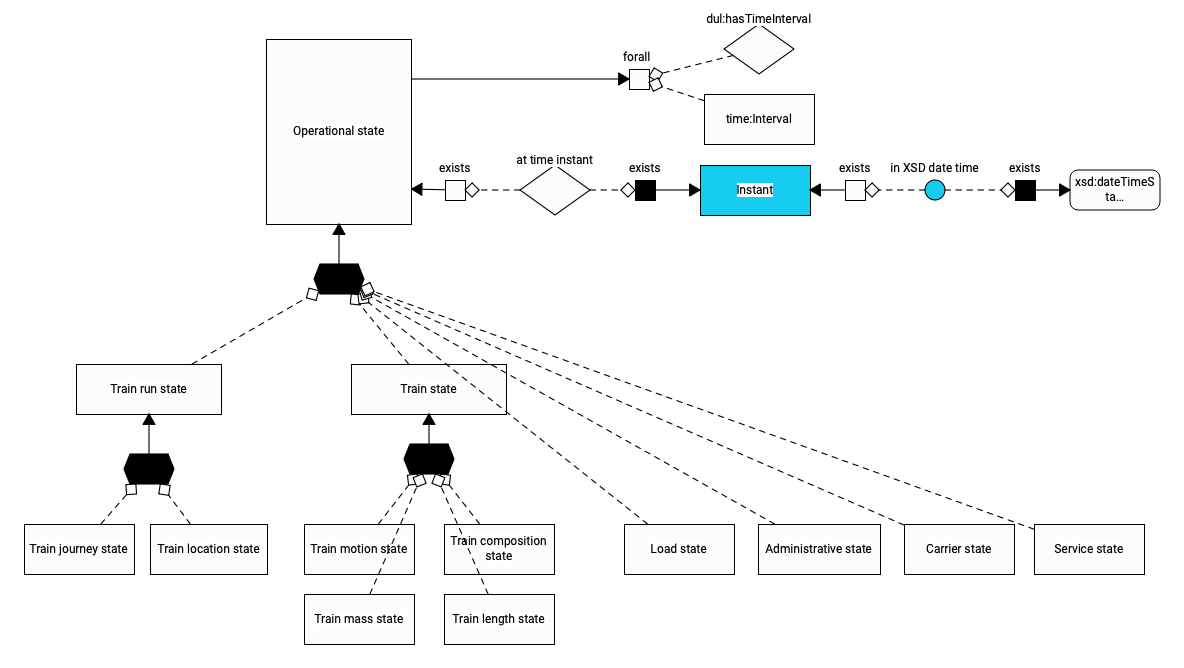 dul:hasTimeInterval
forall
Operational state
time:Interval
exists
at time instant
exists
Instant
exists
in XSD date time
exists
xsd:dateTimeS
ta...
Train run state
Train state
Train journey state
Train location state
Train motion state
Train composition
state
Load state
Administrative state
Carrier state
Service state
Train mass state
Train length state